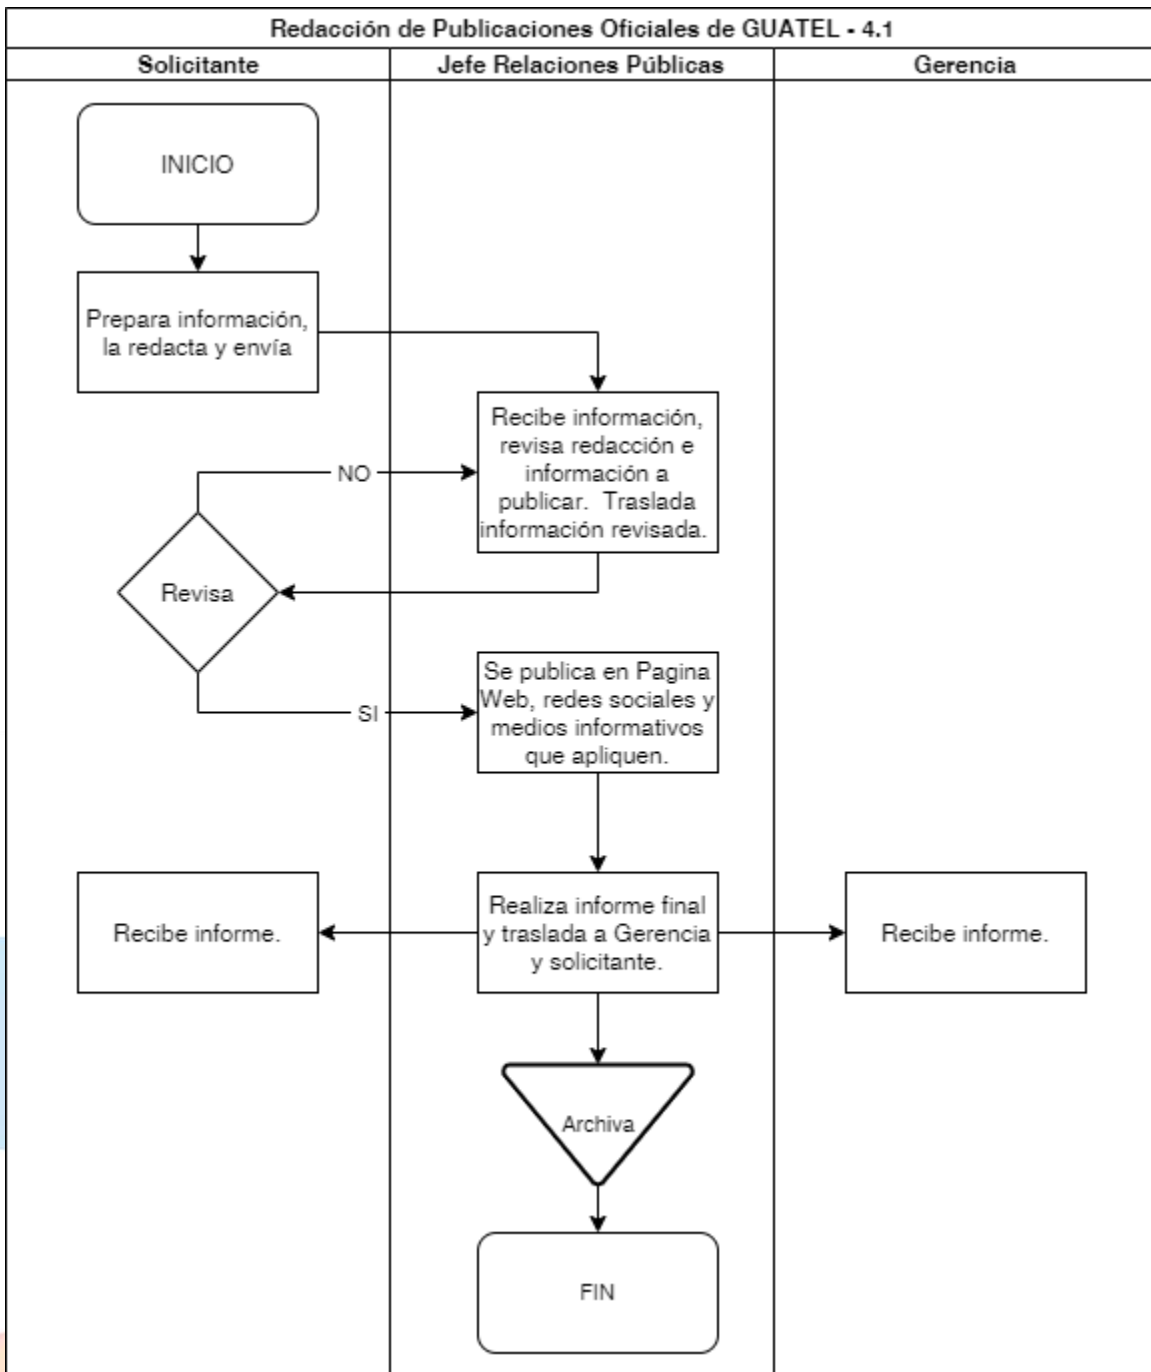 Redacción de Publicaciones Oficiales de GUATEL - 4.1
Solicitante
Jefe Relaciones Públicas
Gerencia
INICIO
Prepara información,
la redacta y envía
Recibe información,
revisa redacción e
información a
publicar. Traslada
información revisada.
NO
Revisa
SI
Se publica en Pagina
Web, redes sociales y
medios informativos
que apliquen.
Recibe informe.
Realiza informe final
y traslada a Gerencia
y solicitante.
Recibe informe.
Archiva
FIN